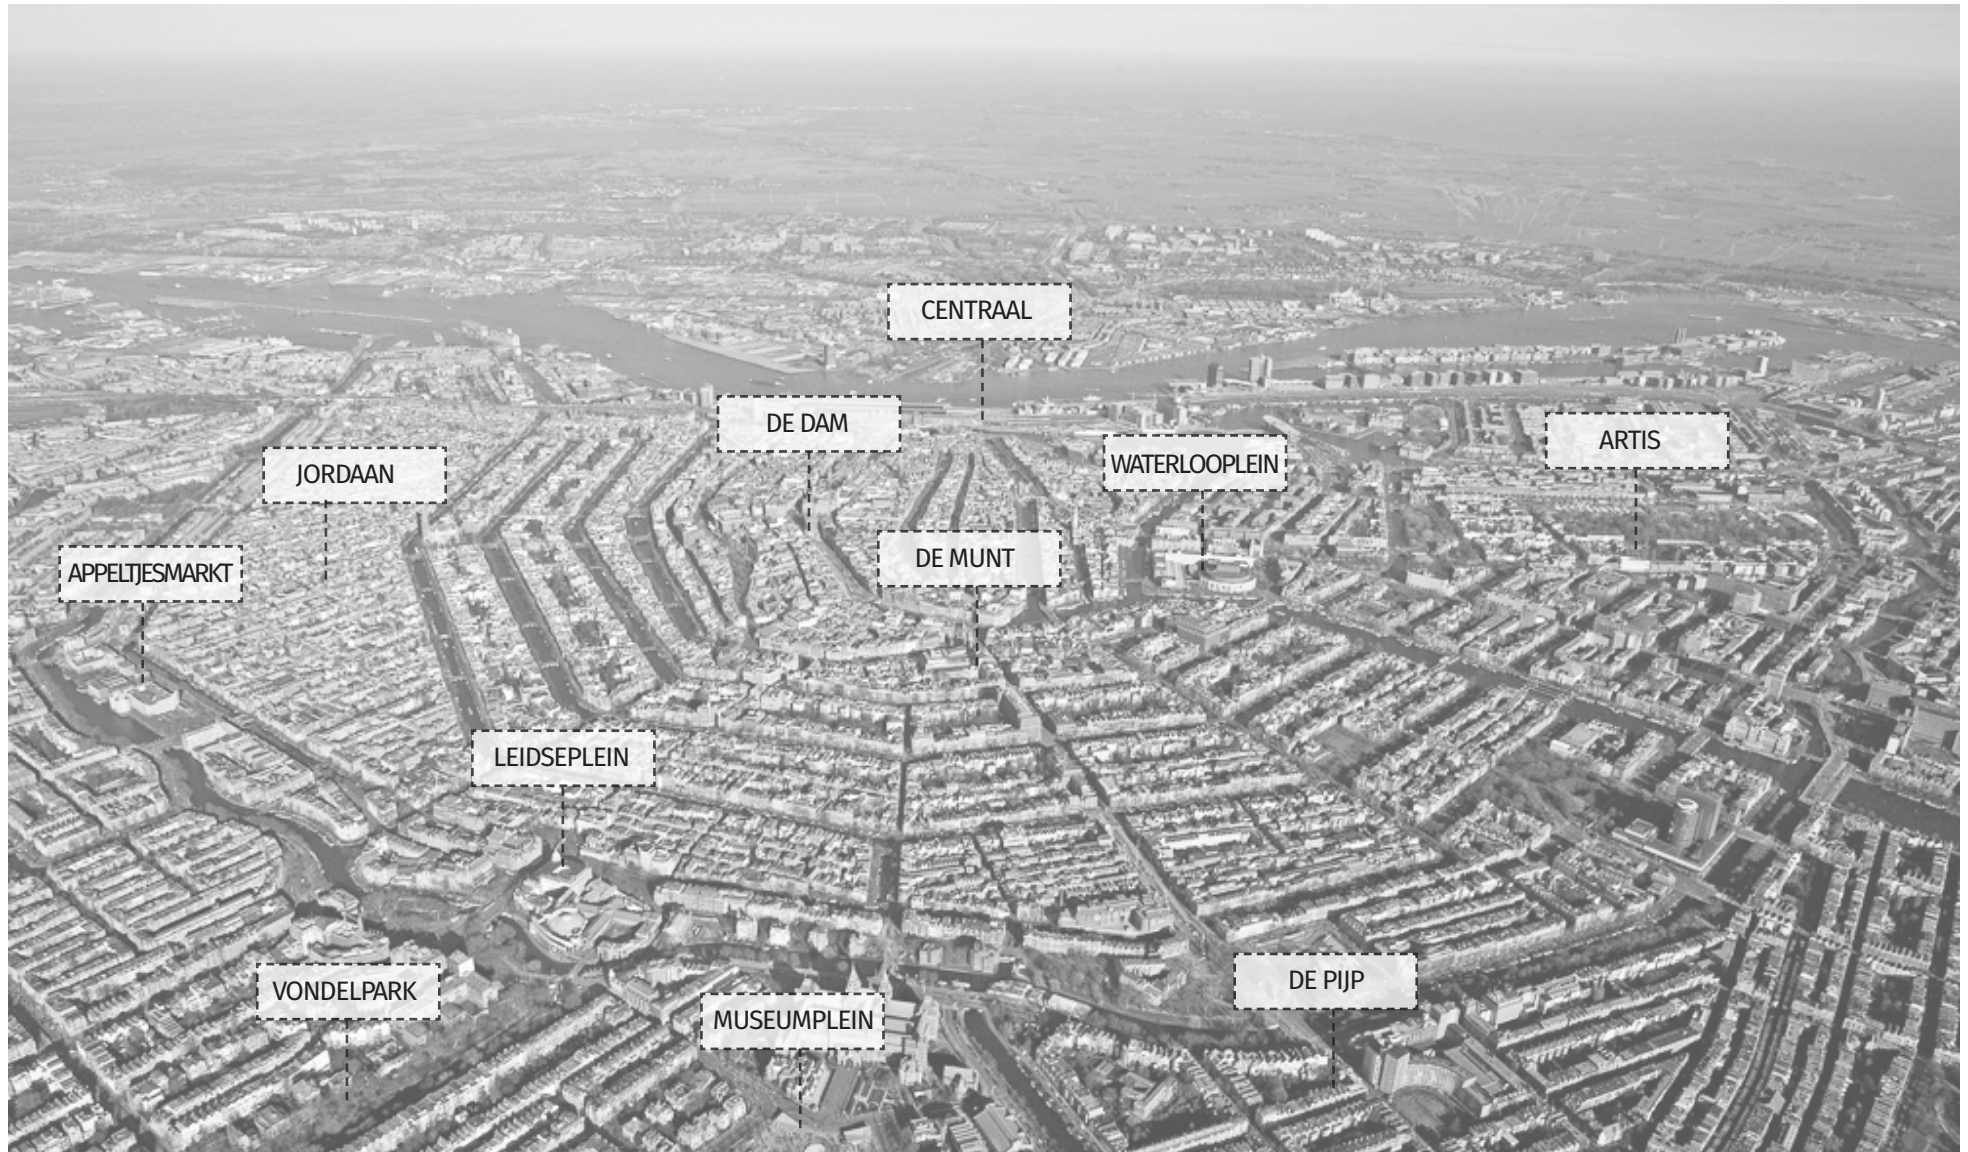 CENTRAAL
DE DAM
ARTIS
WATERLOOPLEIN
JORDAAN
DE MUNT
APPELTJESMARKT
LEIDSEPLEIN
DE PIJP
VONDELPARK
MUSEUMPLEIN